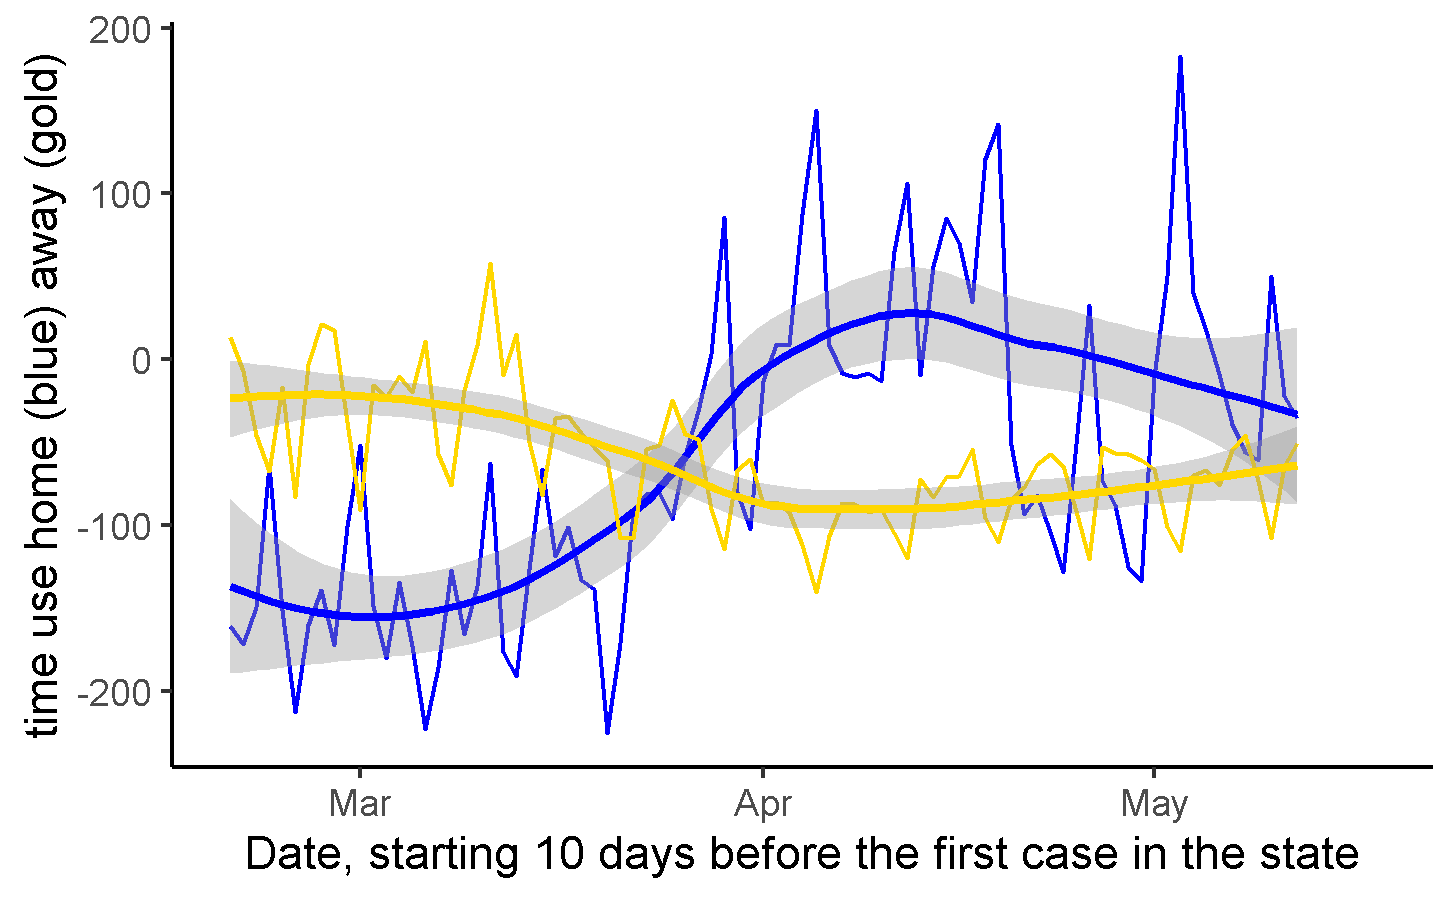 time use home (blue) away (gold)
200
100
0
-100
-200
Mar Apr May
Date, starting 10 days before the first case in the state